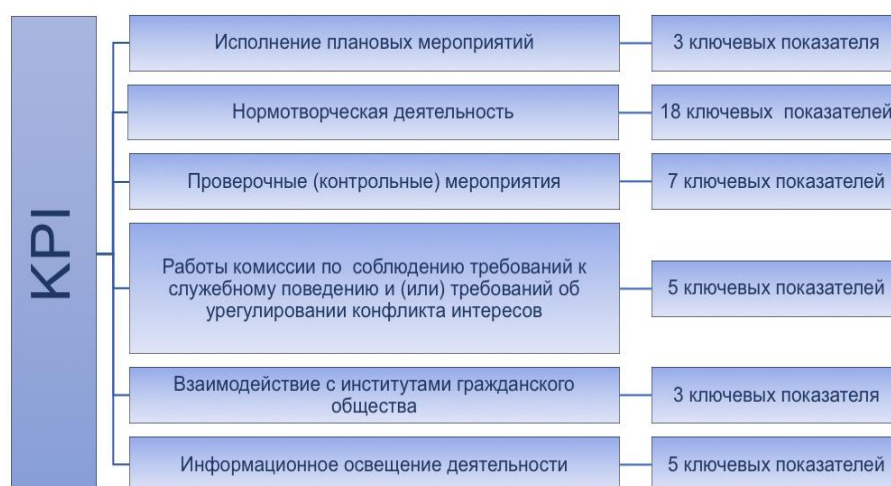 KPI
Исполнение плановых мероприятий
3 ключевых показателя
Нормотворческая деятельность
18 ключевых показателей
Проверочные (контрольные) мероприятия
7 ключевых показателей
Работы комиссии по соблюдению требований к
служебному поведению и (или) требований об
урегулировании конфликта интересов
5 ключевых показателей
Взаимодействие с институтами гражданского
общества
3 ключевых показателя
Информационное освещение деятельности
5 ключевых показателей